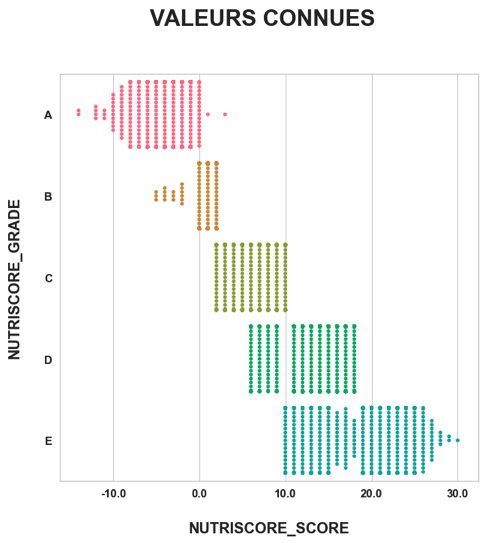 VALEURS CONNUES
NUTRISCORE_GRADE
A
B
C
D
E
-10.0 0.0 10.0 20.0 30.0
NUTRISCORE_SCORE